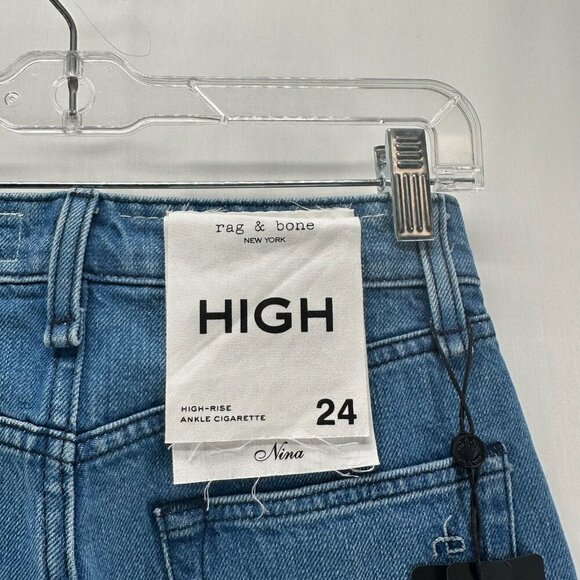 rag & bone
NEW YORK
HIGH
HIGH-RISE
ANKLE CIGARETTE
24
Nina